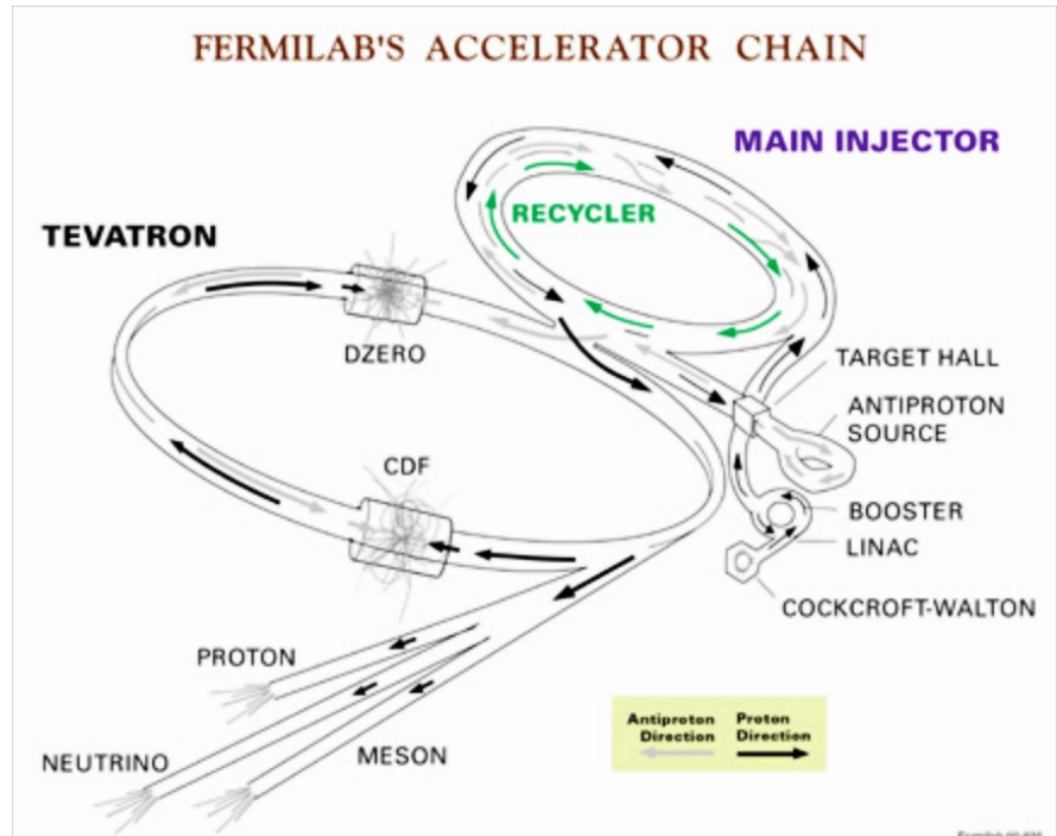 FERMILAB'S ACCELERATOR CHAIN
MAIN INJECTOR
RECYCLER
TEVATRON
DZERO
TARGET HALL
ANTIPROTON
SOURCE
CDF
BOOSTER
LINAC
COCKCROFT-WALTON
PROTON
NEUTRINO
MESON
Antiproton Proton
Direction Direction